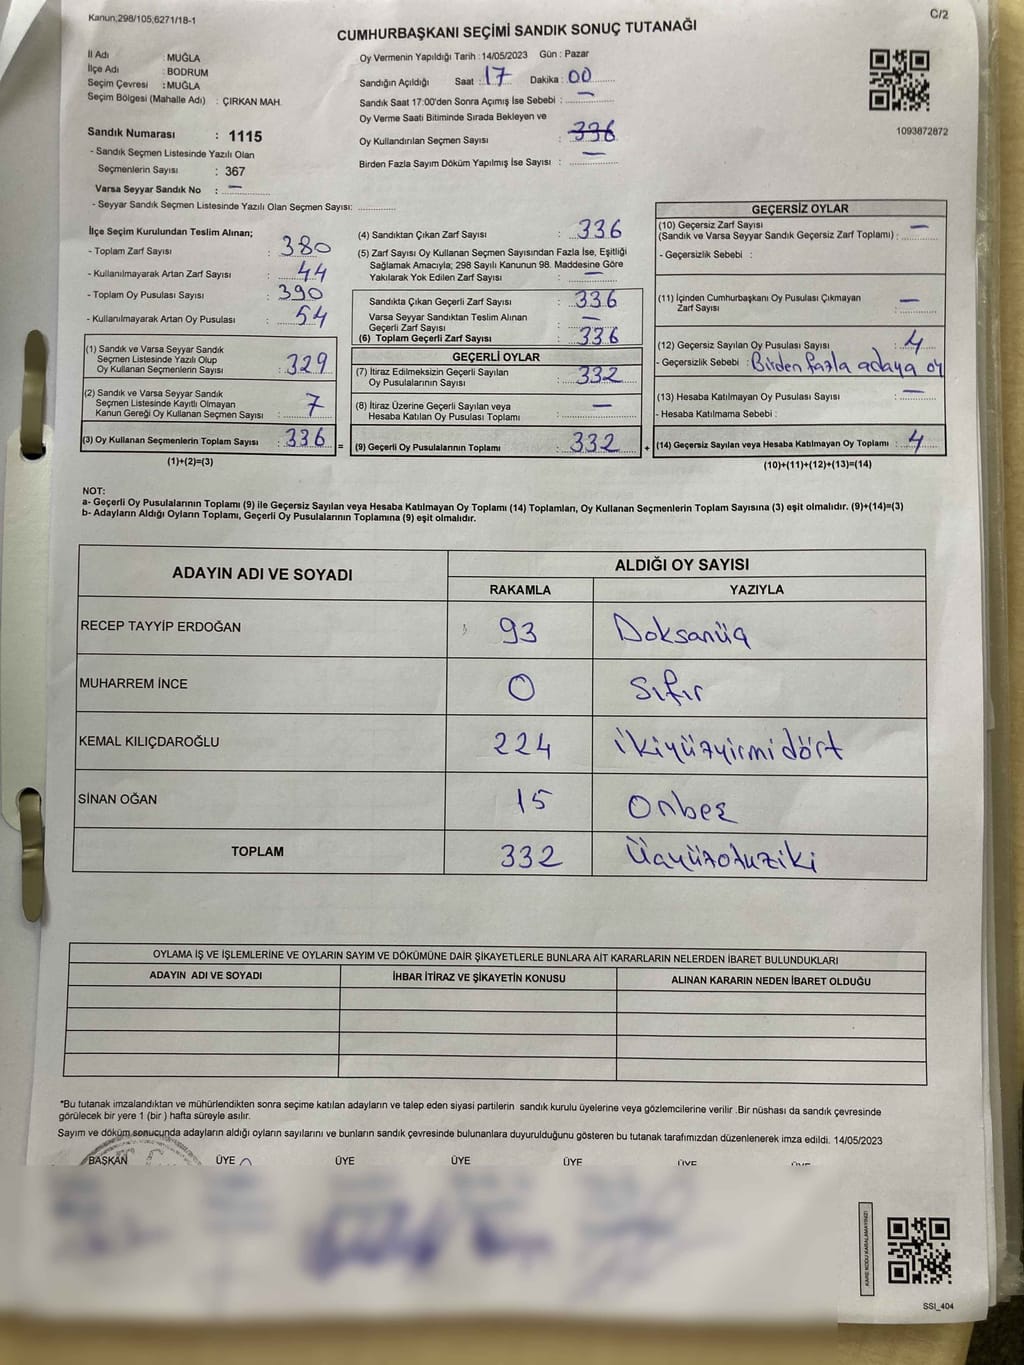 Kanun,298/105,6271/18-1
C/2
CUMHURBAŞKANI SEÇİMİ SANDIK SONUÇ TUTANAĞI
İl Adı : MUĞLA
İlçe Adı : BODRUM
Seçim Çevresi : MUĞLA
Seçim Bölgesi (Mahalle Adı) : ÇIRKAN MAH.
Sandık Numarası : 1115
- Sandık Seçmen Listesinde Yazılı Olan
Seçmenlerin Sayısı : 367
Varsa Seyyar Sandık No : —
- Seyyar Sandık Seçmen Listesinde Yazılı Olan Seçmen Sayısı:
Oy Vermenin Yapıldığı Tarih : 14/05/2023 Gün : Pazar
Sandığın Açıldığı Saat : 17 Dakika : 00
Sandık Saat 17:00'den Sonra Açımış İse Sebebi : —
Oy Verme Saati Bitiminde Sırada Bekleyen ve
Oy Kullandırılan Seçmen Sayısı : 336
Birden Fazla Sayım Döküm Yapılmış İse Sayısı : —
1093872872
İlçe Seçim Kurulundan Teslim Alınan;
- Toplam Zarf Sayısı : 380
- Kullanılmayarak Artan Zarf Sayısı : 44
- Toplam Oy Pusulası Sayısı : 390
- Kullanılmayarak Artan Oy Pusulası : 54
(1) Sandık ve Varsa Seyyar Sandık
Seçmen Listesinde Yazılı Olup
Oy Kullanan Seçmenlerin Sayısı : 329
(2) Sandık ve Varsa Seyyar Sandık
Seçmen Listesinde Kayıtlı Olmayan
Kanun Gereği Oy Kullanan Seçmen Sayısı : 7
(3) Oy Kullanan Seçmenlerin Toplam Sayısı : 336 =
(1)+(2)=(3)
(4) Sandıktan Çıkan Zarf Sayısı : 336
(5) Zarf Sayısı Oy Kullanan Seçmen Sayısından Fazla İse, Eşitliği
Sağlamak Amacıyla; 298 Sayılı Kanunun 98. Maddesine Göre
Yakılarak Yok Edilen Zarf Sayısı : —
Sandıkta Çıkan Geçerli Zarf Sayısı : 336
Varsa Seyyar Sandıktan Teslim Alınan
Geçerli Zarf Sayısı : —
(6) Toplam Geçerli Zarf Sayısı : 336
GEÇERLİ OYLAR
(7) İtiraz Edilmeksizin Geçerli Sayılan
Oy Pusulalarının Sayısı : 332
(8) İtiraz Üzerine Geçerli Sayılan veya
Hesaba Katılan Oy Pusulası Toplamı : —
(9) Geçerli Oy Pusulalarının Toplamı : 332 +
GEÇERSİZ OYLAR
(10) Geçersiz Zarf Sayısı
(Sandık ve Varsa Seyyar Sandık Geçersiz Zarf Toplamı) : —
- Geçersizlik Sebebi :
(11) İçinden Cumhurbaşkanı Oy Pusulası Çıkmayan
Zarf Sayısı : —
(12) Geçersiz Sayılan Oy Pusulası Sayısı : 4
- Geçersizlik Sebebi : Birden fazla adaya oy
(13) Hesaba Katılmayan Oy Pusulası Sayısı : —
- Hesaba Katılmama Sebebi :
(14) Geçersiz Sayılan veya Hesaba Katılmayan Oy Toplamı : 4
(10)+(11)+(12)+(13)=(14)
NOT:
a- Geçerli Oy Pusulalarının Toplamı (9) ile Geçersiz Sayılan veya Hesaba Katılmayan Oy Toplamı (14) Toplamları, Oy Kullanan Seçmenlerin Toplam Sayısına (3) eşit olmalıdır. (9)+(14)=(3)
b- Adayların Aldığı Oyların Toplamı, Geçerli Oy Pusulalarının Toplamına (9) eşit olmalıdır.
ADAYIN ADI VE SOYADI ALDIĞI OY SAYISI
RAKAMLA YAZIYLA
RECEP TAYYİP ERDOĞAN 93 Doksanüç
MUHARREM İNCE 0 Sıfır
KEMAL KILIÇDAROĞLU 224 İkiyüzyirmidört
SİNAN OĞAN 15 Onbeş
TOPLAM 332 Üçyüzotuziki
OYLAMA İŞ VE İŞLEMLERİNE VE OYLARIN SAYIM VE DÖKÜMÜNE DAİR ŞİKAYETLERLE BUNLARA AİT KARARLARIN NELERDEN İBARET BULUNDUKLARI
ADAYIN ADI VE SOYADI İHBAR İTİRAZ VE ŞİKAYETİN KONUSU ALINAN KARARIN NEDEN İBARET OLDUĞU
*Bu tutanak imzalandıktan ve mühürlendikten sonra seçime katılan adayların ve talep eden siyasi partilerin sandık kurulu üyelerine veya gözlemcilerine verilir .Bir nüshası da sandık çevresinde
görülecek bir yere 1 (bir ) hafta süreyle asılır.
Sayım ve döküm sonucunda adayların aldığı oyların sayılarını ve bunların sandık çevresinde bulunanlara duyurulduğunu gösteren bu tutanak tarafımızdan düzenlenerek imza edildi. 14/05/2023
BAŞKAN ÜYE ÜYE ÜYE ÜYE ÜYE ÜYE
KARE KODU KARALAMAYINIZ!
SSI_404